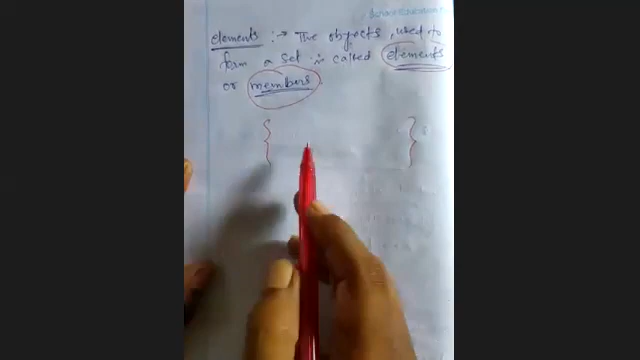 elements :→ The objects, used to
form a set is called elements
or members.
{ }